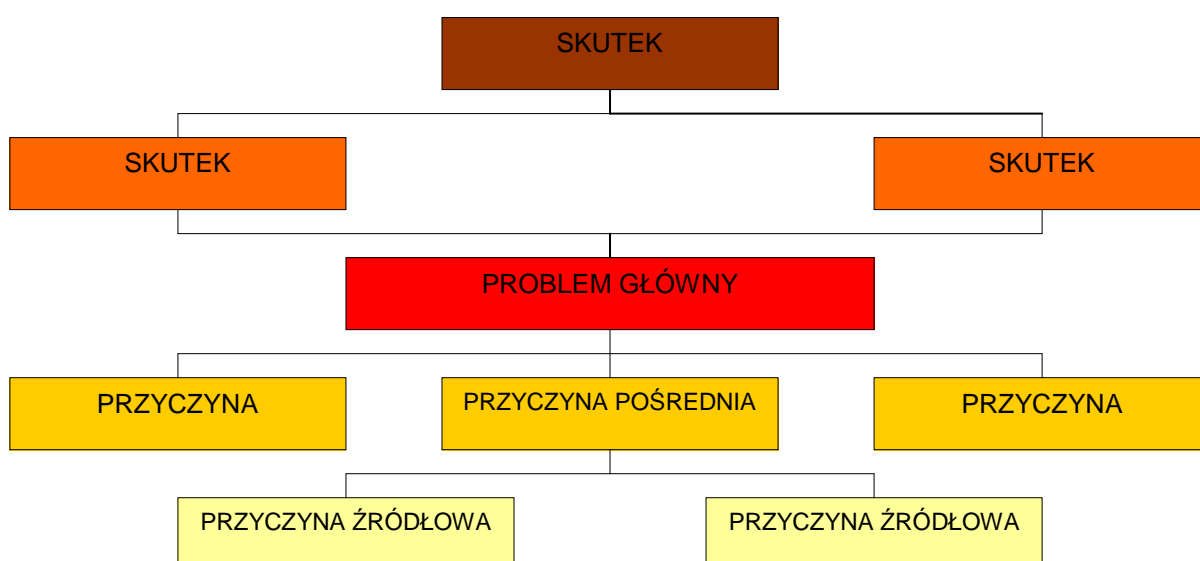 SKUTEK
SKUTEK
SKUTEK
PROBLEM GŁÓWNY
PRZYCZYNA
PRZYCZYNA POŚREDNIA
PRZYCZYNA
PRZYCZYNA ŹRÓDŁOWA
PRZYCZYNA ŹRÓDŁOWA